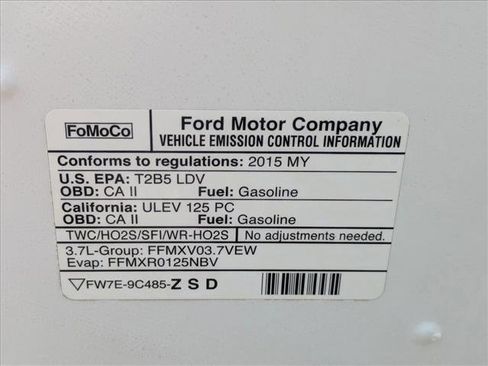 FoMoCo
Ford Motor Company
VEHICLE EMISSION CONTROL INFORMATION
Conforms to regulations: 2015 MY
U.S. EPA: T2B5 LDV
OBD: CA II Fuel: Gasoline
California: ULEV 125 PC
OBD: CA II Fuel: Gasoline
TWC/HO2S/SFI/WR-HO2S No adjustments needed.
3.7L-Group: FFMXV03.7VEW
Evap: FFMXR0125NBV
FW7E-9C485-Z S D